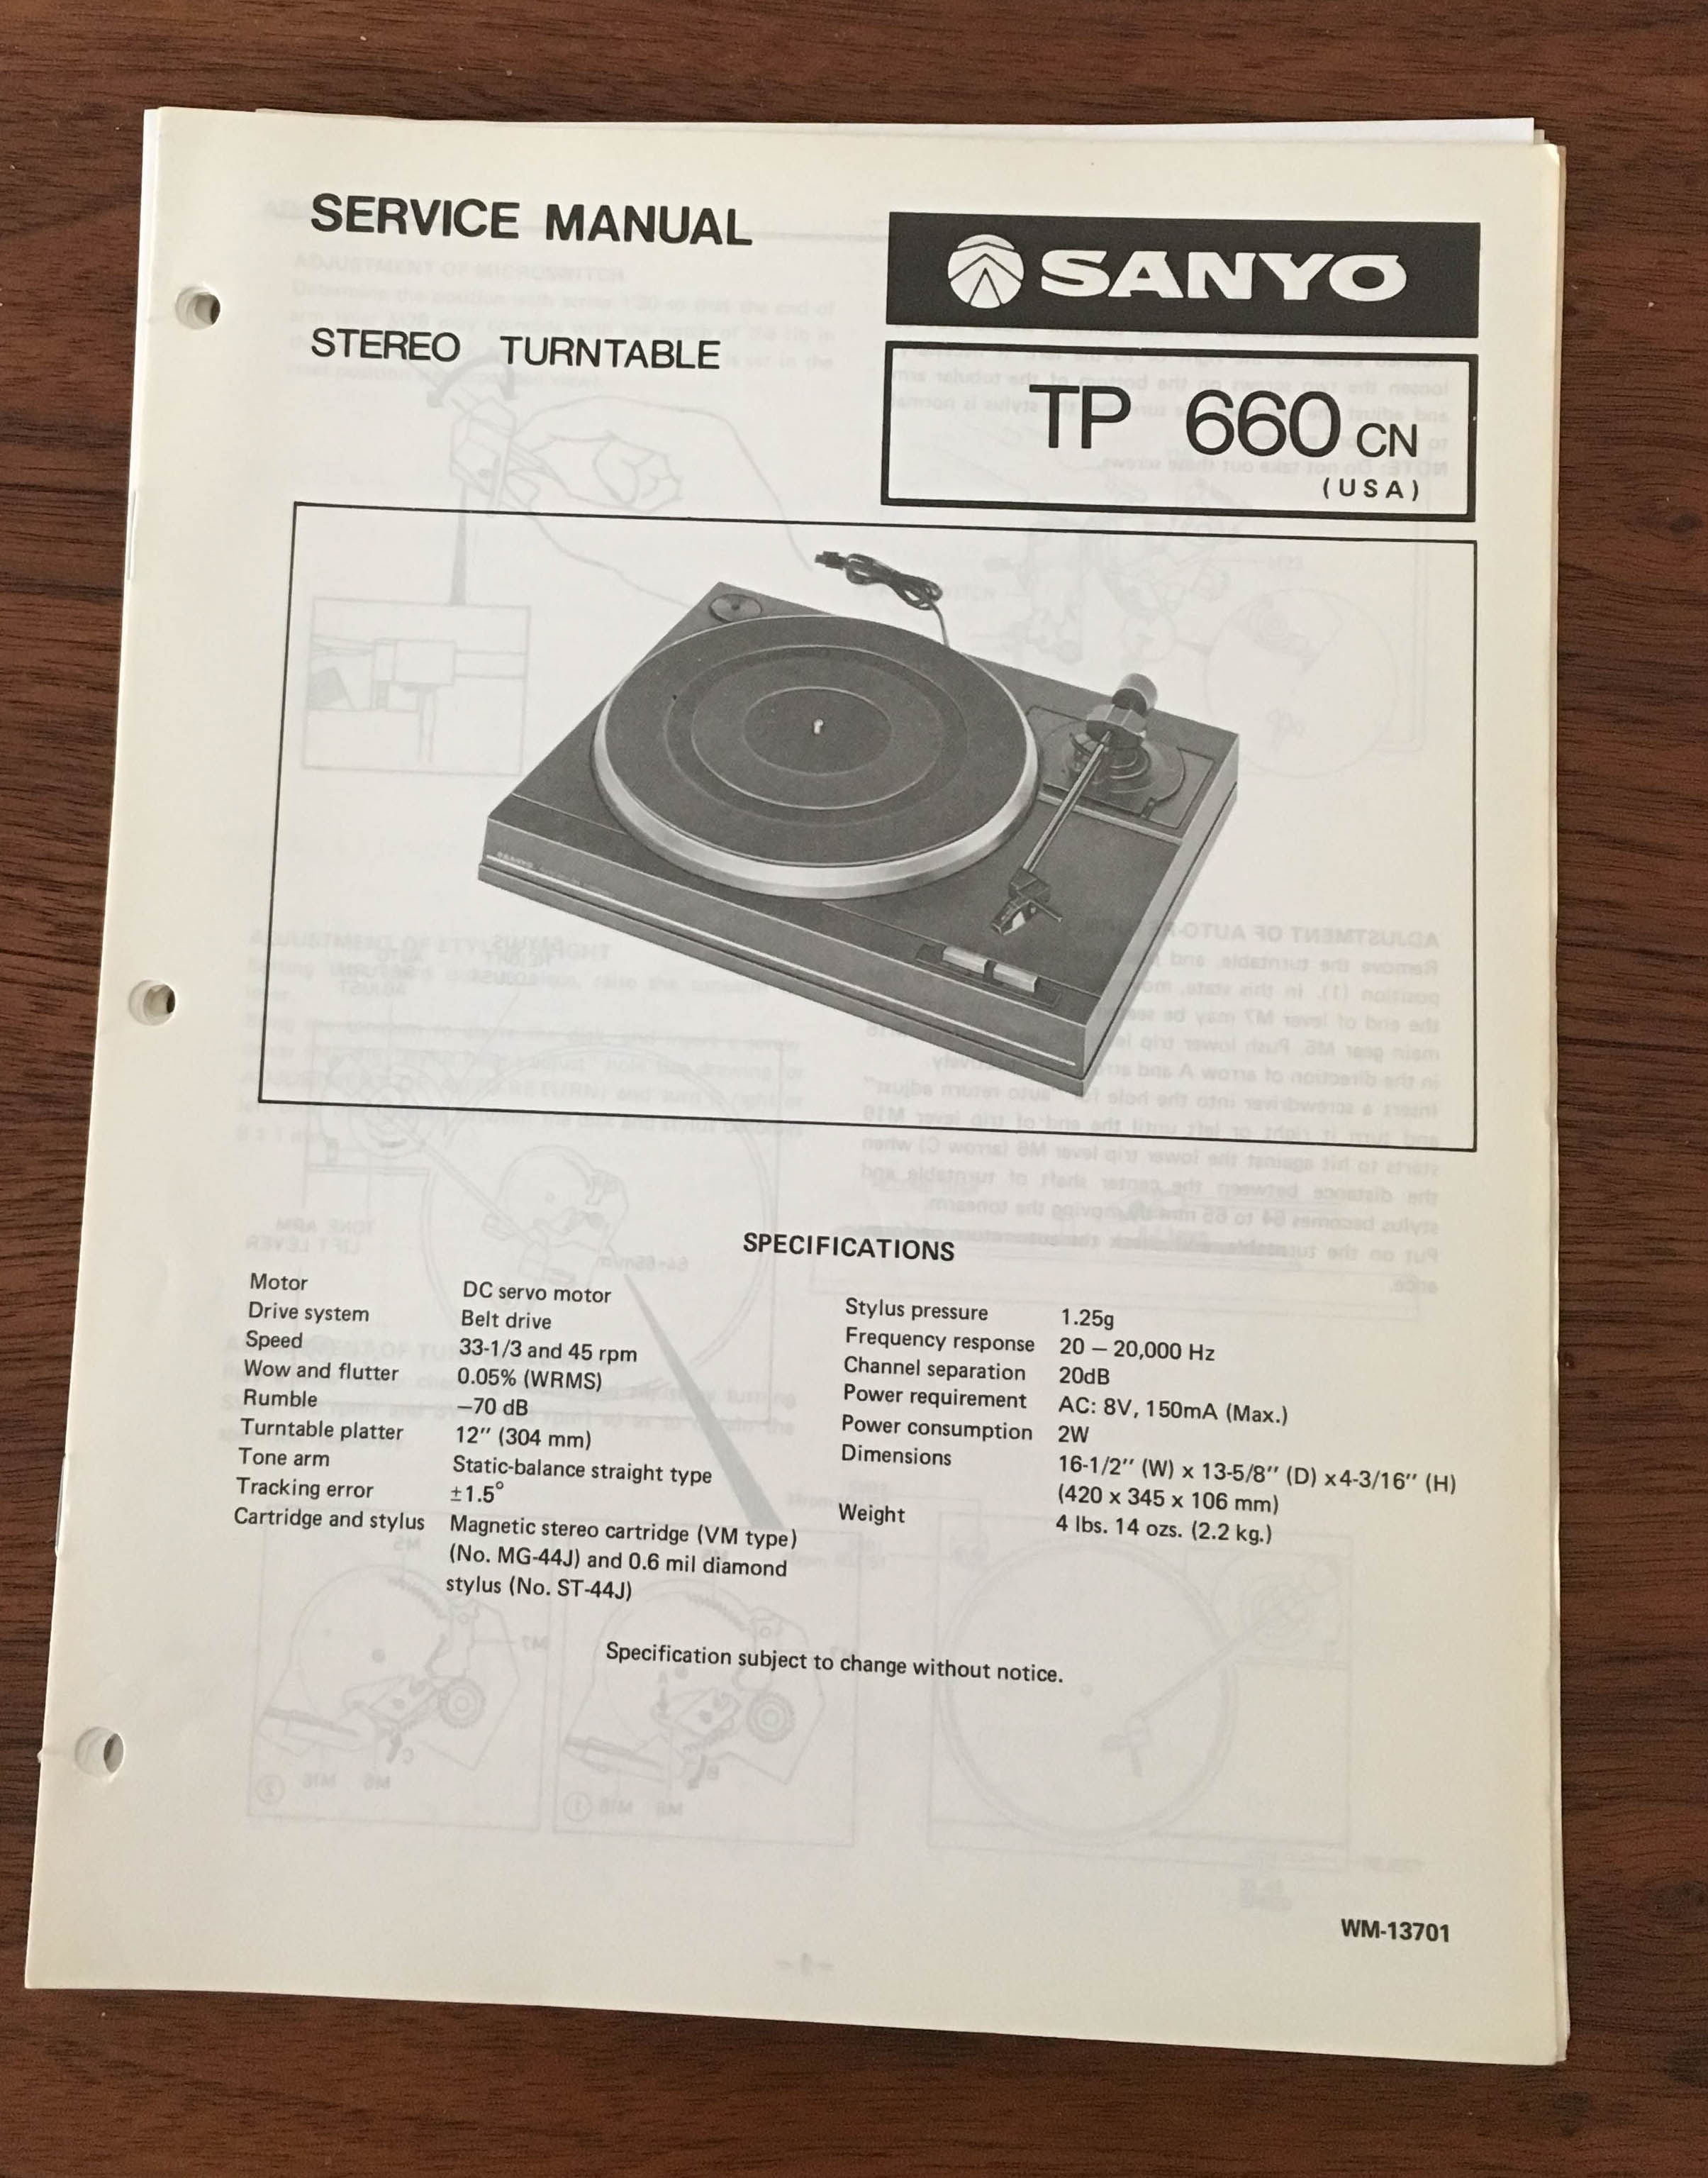 SERVICE MANUAL
SANYO
STEREO TURNTABLE
TP 660 CN
(USA)
SANYO
SPECIFICATIONS
Motor DC servo motor
Drive system Belt drive
Speed 33-1/3 and 45 rpm
Wow and flutter 0.05% (WRMS)
Rumble −70 dB
Turntable platter 12″ (304 mm)
Tone arm Static-balance straight type
Tracking error ±1.5°
Cartridge and stylus Magnetic stereo cartridge (VM type)
(No. MG-44J) and 0.6 mil diamond
stylus (No. ST-44J)
Stylus pressure 1.25g
Frequency response 20 – 20,000 Hz
Channel separation 20dB
Power requirement AC: 8V, 150mA (Max.)
Power consumption 2W
Dimensions 16-1/2″ (W) x 13-5/8″ (D) x4-3/16″ (H)
(420 x 345 x 106 mm)
Weight 4 lbs. 14 ozs. (2.2 kg.)
Specification subject to change without notice.
WM-13701